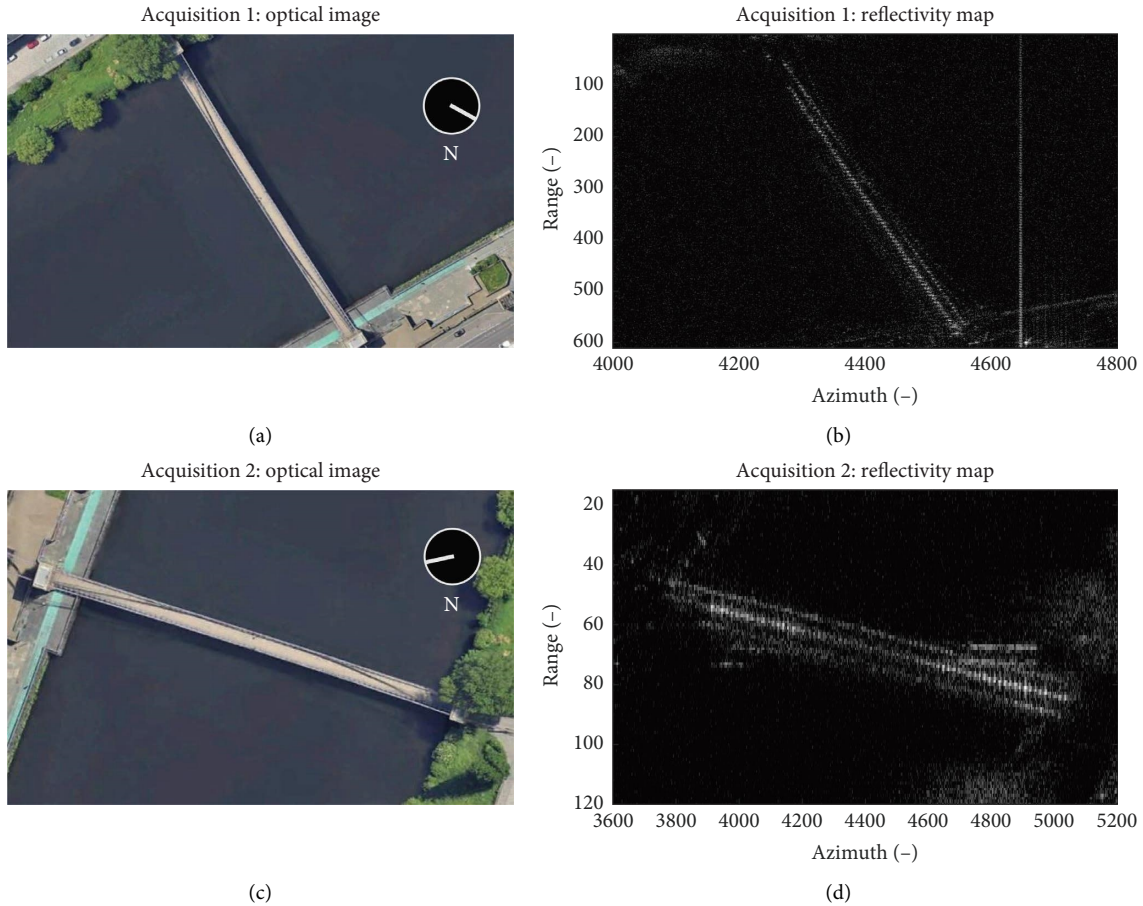 Acquisition 1: optical image
N
(a)
Acquisition 1: reflectivity map
Range (–)
100
200
300
400
500
600
4000
4200
4400
4600
4800
Azimuth (–)
(b)
Acquisition 2: optical image
N
(c)
Acquisition 2: reflectivity map
Range (–)
20
40
60
80
100
120
3600
3800
4000
4200
4400
4600
4800
5000
5200
Azimuth (–)
(d)